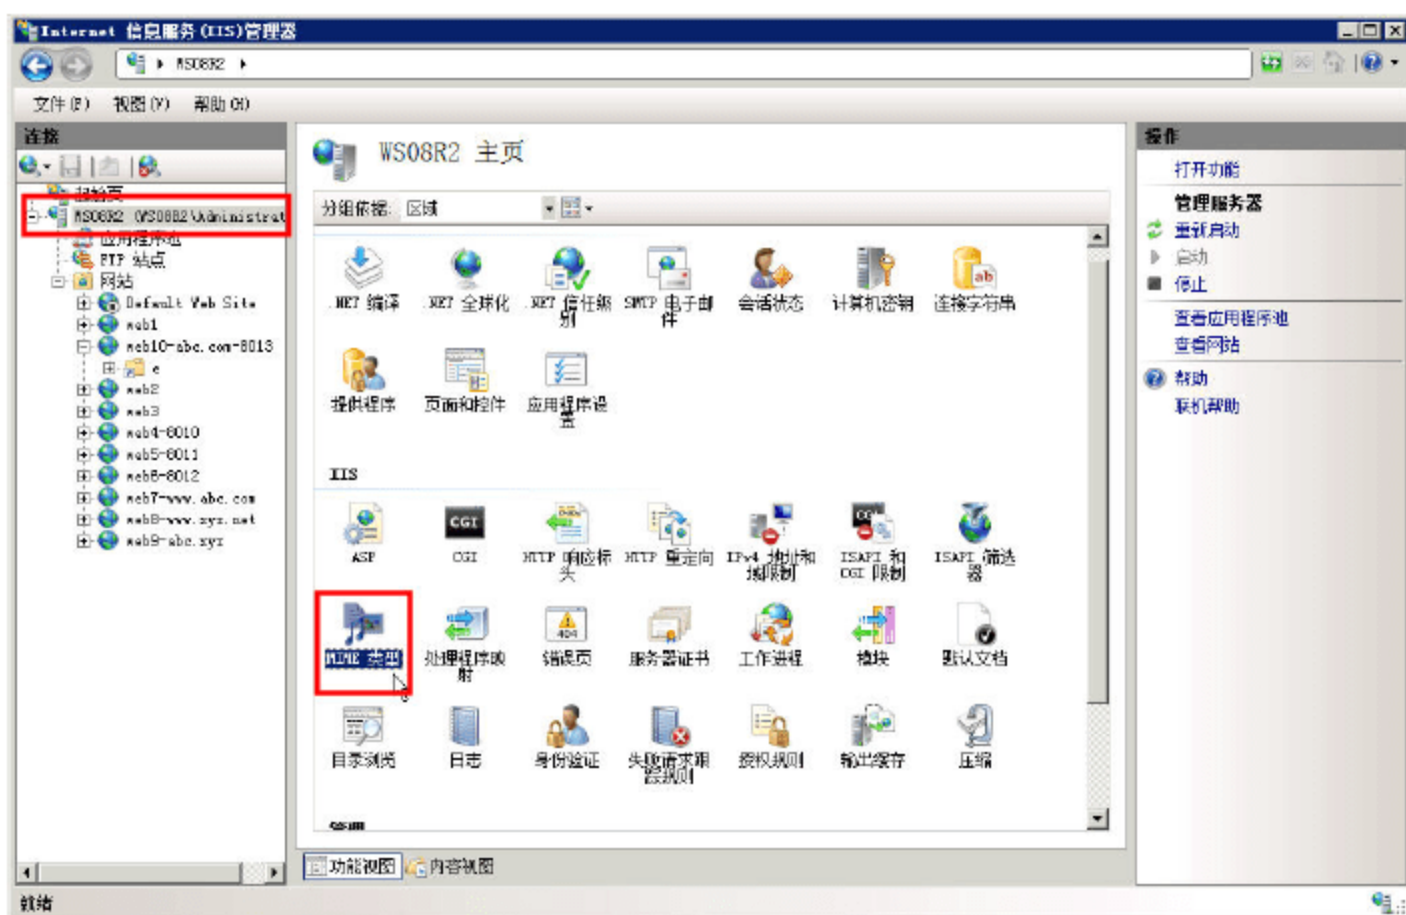 Internet 信息服务(IIS)管理器
WS08R2
文件(F) 视图(V) 帮助(H)
连接
起始页
WS08R2 (WS08R2\Administrat
应用程序池
FTP 站点
网站
Default Web Site
web1
web10-abc.com-8013
e
web2
web3
web4-8010
web5-8011
web6-8012
web7-www.abc.com
web8-www.xyz.net
web9-abc.xyz
WS08R2 主页
分组依据: 区域
.NET 编译
.NET 全球化
.NET 信任级
别
SMTP 电子邮
件
会话状态
计算机密钥
连接字符串
ab
提供程序
页面和控件
应用程序设
置
IIS
ASP
CGI
CGI
HTTP 响应标
头
HTTP 重定向
IPv4 地址和
域限制
ISAPI 和
CGI 限制
ISAPI 筛选
器
MIME 类型
处理程序映
射
404
错误页
服务器证书
工作进程
模块
默认文档
目录浏览
日志
身份验证
失败请求跟
踪规则
授权规则
输出缓存
压缩
管理
功能视图 内容视图
操作
打开功能
管理服务器
重新启动
启动
停止
查看应用程序池
查看网站
帮助
联机帮助
就绪